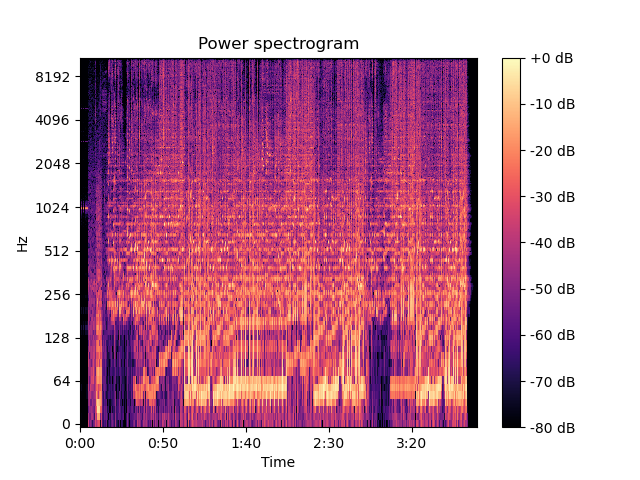 Power spectrogram
8192
4096
2048
1024
512
256
128
64
0
Hz
0:00 0:50 1:40 2:30 3:20
Time
+0 dB
-10 dB
-20 dB
-30 dB
-40 dB
-50 dB
-60 dB
-70 dB
-80 dB